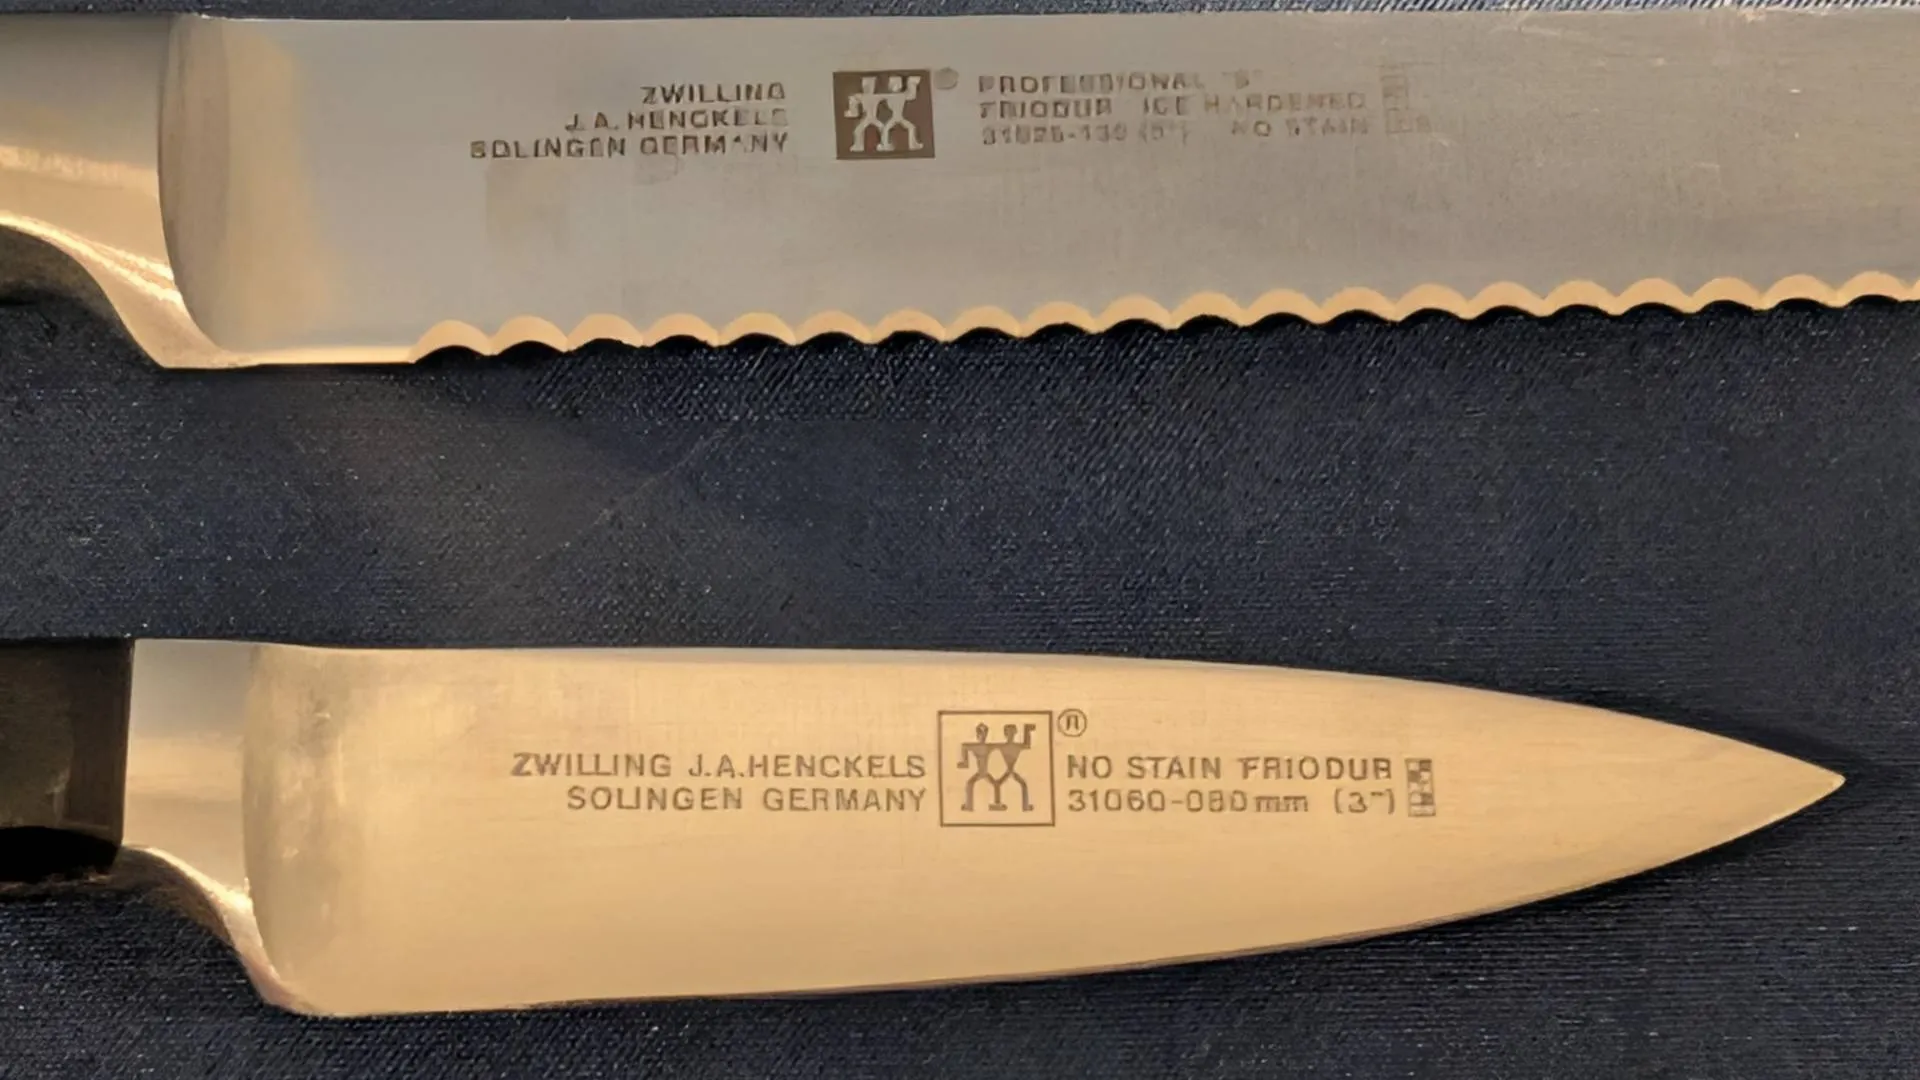 ZWILLING
J.A. HENCKELS
SOLINGEN GERMANY
PROFESSIONAL "S"
FRIODUR ICE HARDENED
NO STAIN
ZWILLING J.A.HENCKELS
SOLINGEN GERMANY
®
NO STAIN FRIODUR
31060-080mm (3")